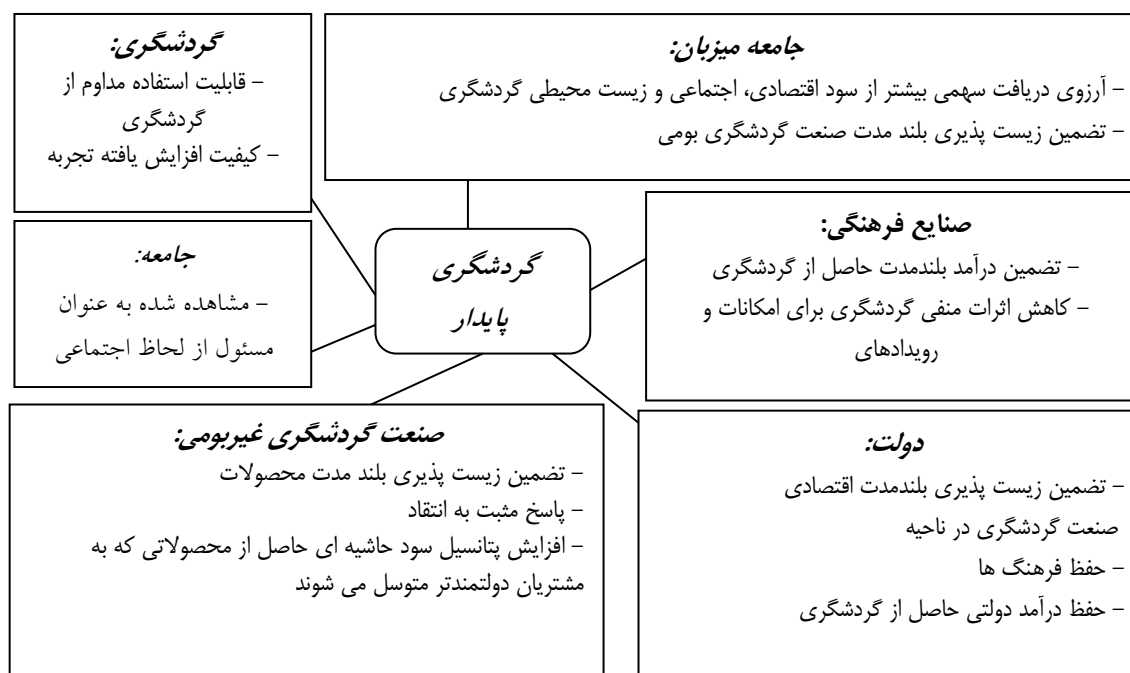 جامعه میزبان:
– آرزوی دریافت سهمی بیشتر از سود اقتصادی، اجتماعی و زیست محیطی گردشگری
– تضمین زیست پذیری بلند مدت صنعت گردشگری بومی
گردشگری:
– قابلیت استفاده مداوم از
گردشگری
– کیفیت افزایش یافته تجربه
صنایع فرهنگی:
– تضمین درآمد بلندمدت حاصل از گردشگری
– کاهش اثرات منفی گردشگری برای امکانات و
رویدادهای
گردشگری
پایدار
جامعه:
– مشاهده شده به عنوان
مسئول از لحاظ اجتماعی
دولت:
– تضمین زیست پذیری بلندمدت اقتصادی
صنعت گردشگری در ناحیه
– حفظ فرهنگ ها
– حفظ درآمد دولتی حاصل از گردشگری
صنعت گردشگری غیربومی:
– تضمین زیست پذیری بلند مدت محصولات
– پاسخ مثبت به انتقاد
– افزایش پتانسیل سود حاشیه ای حاصل از محصولاتی که به
مشتریان دولتمندتر متوسل می شوند